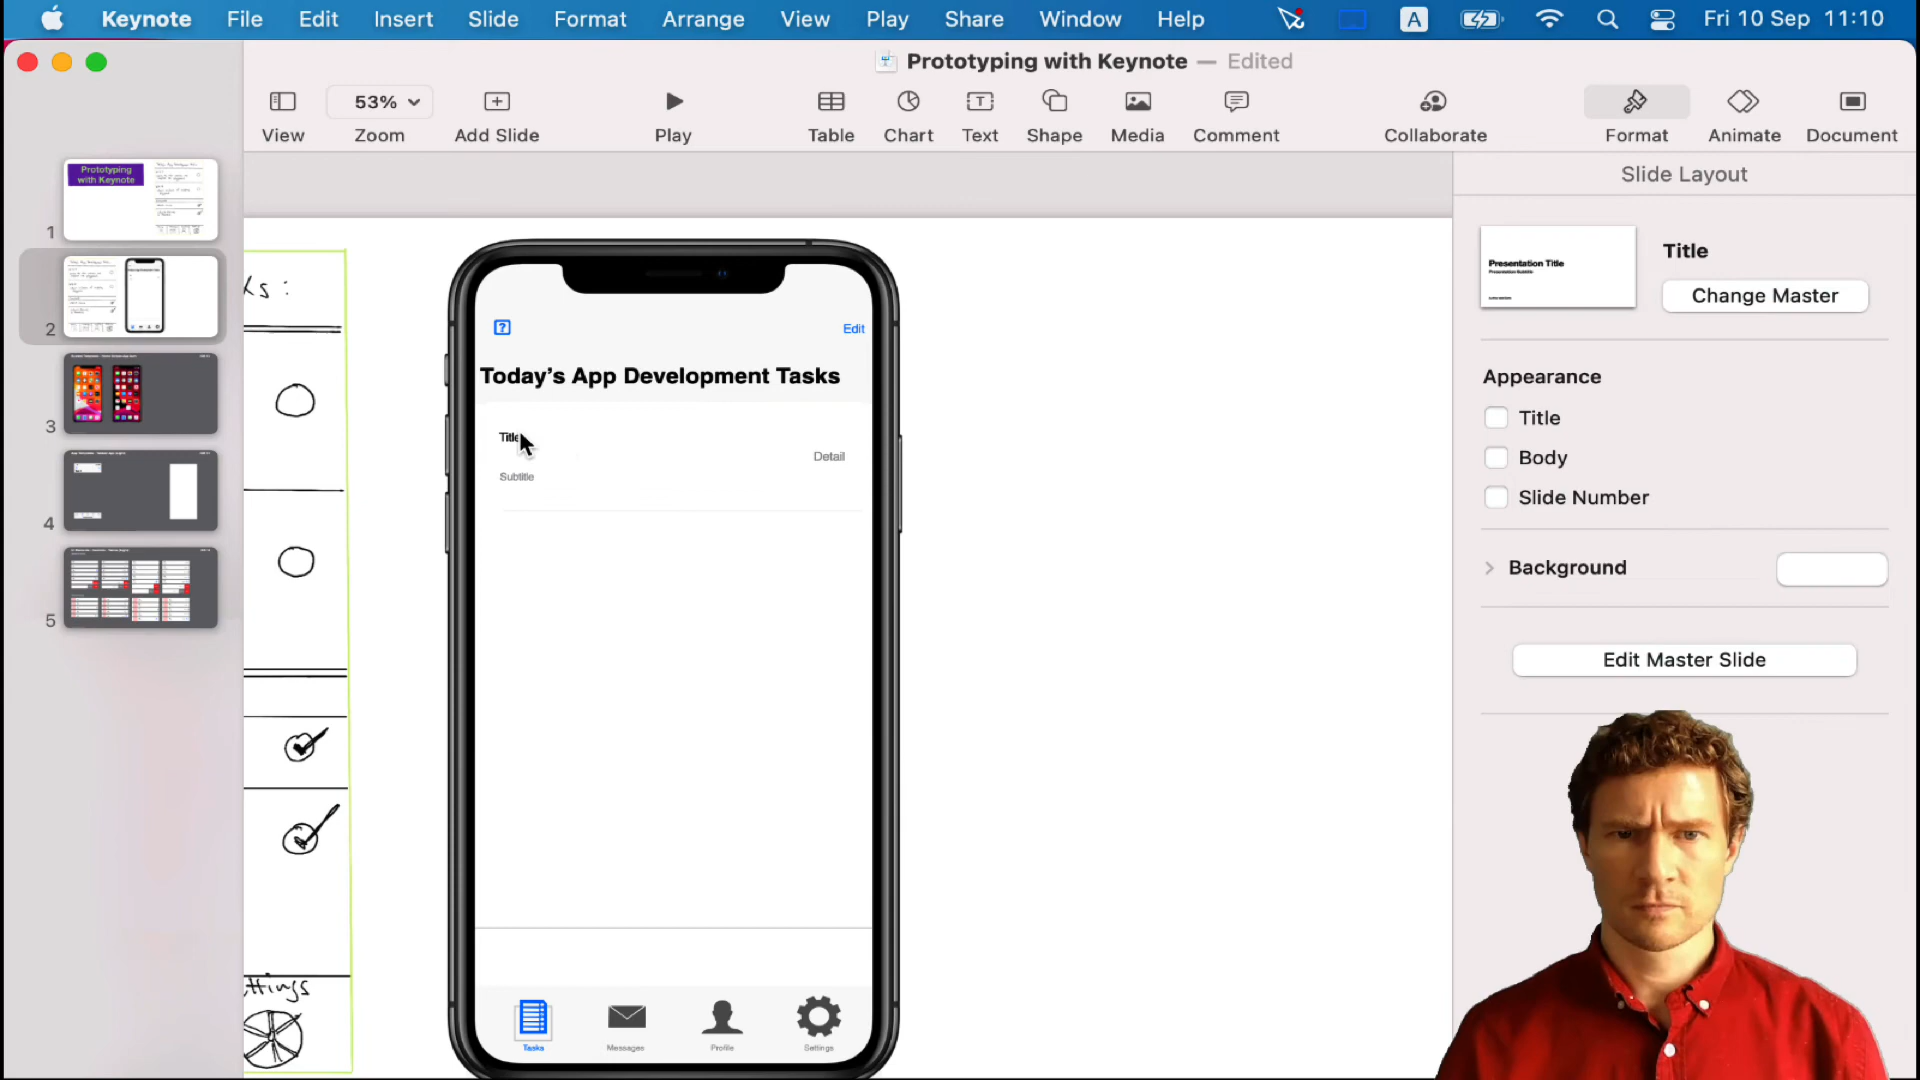 Keynote File Edit Insert Slide Format Arrange View Play Share Window Help A Fri 10 Sep 11:10
Prototyping with Keynote — Edited
53%
View Zoom Add Slide Play Table Chart Text Shape Media Comment Collaborate Format Animate Document
Slide Layout
Prototyping
with Keynote
1
2
3
4
5
ks:
ttings
? Edit
Today's App Development Tasks
Title
Detail
Subtitle
Tasks Messages Profile Settings
Presentation Title
Presentation Subtitle
Title
Change Master
Appearance
Title
Body
Slide Number
Background
Edit Master Slide